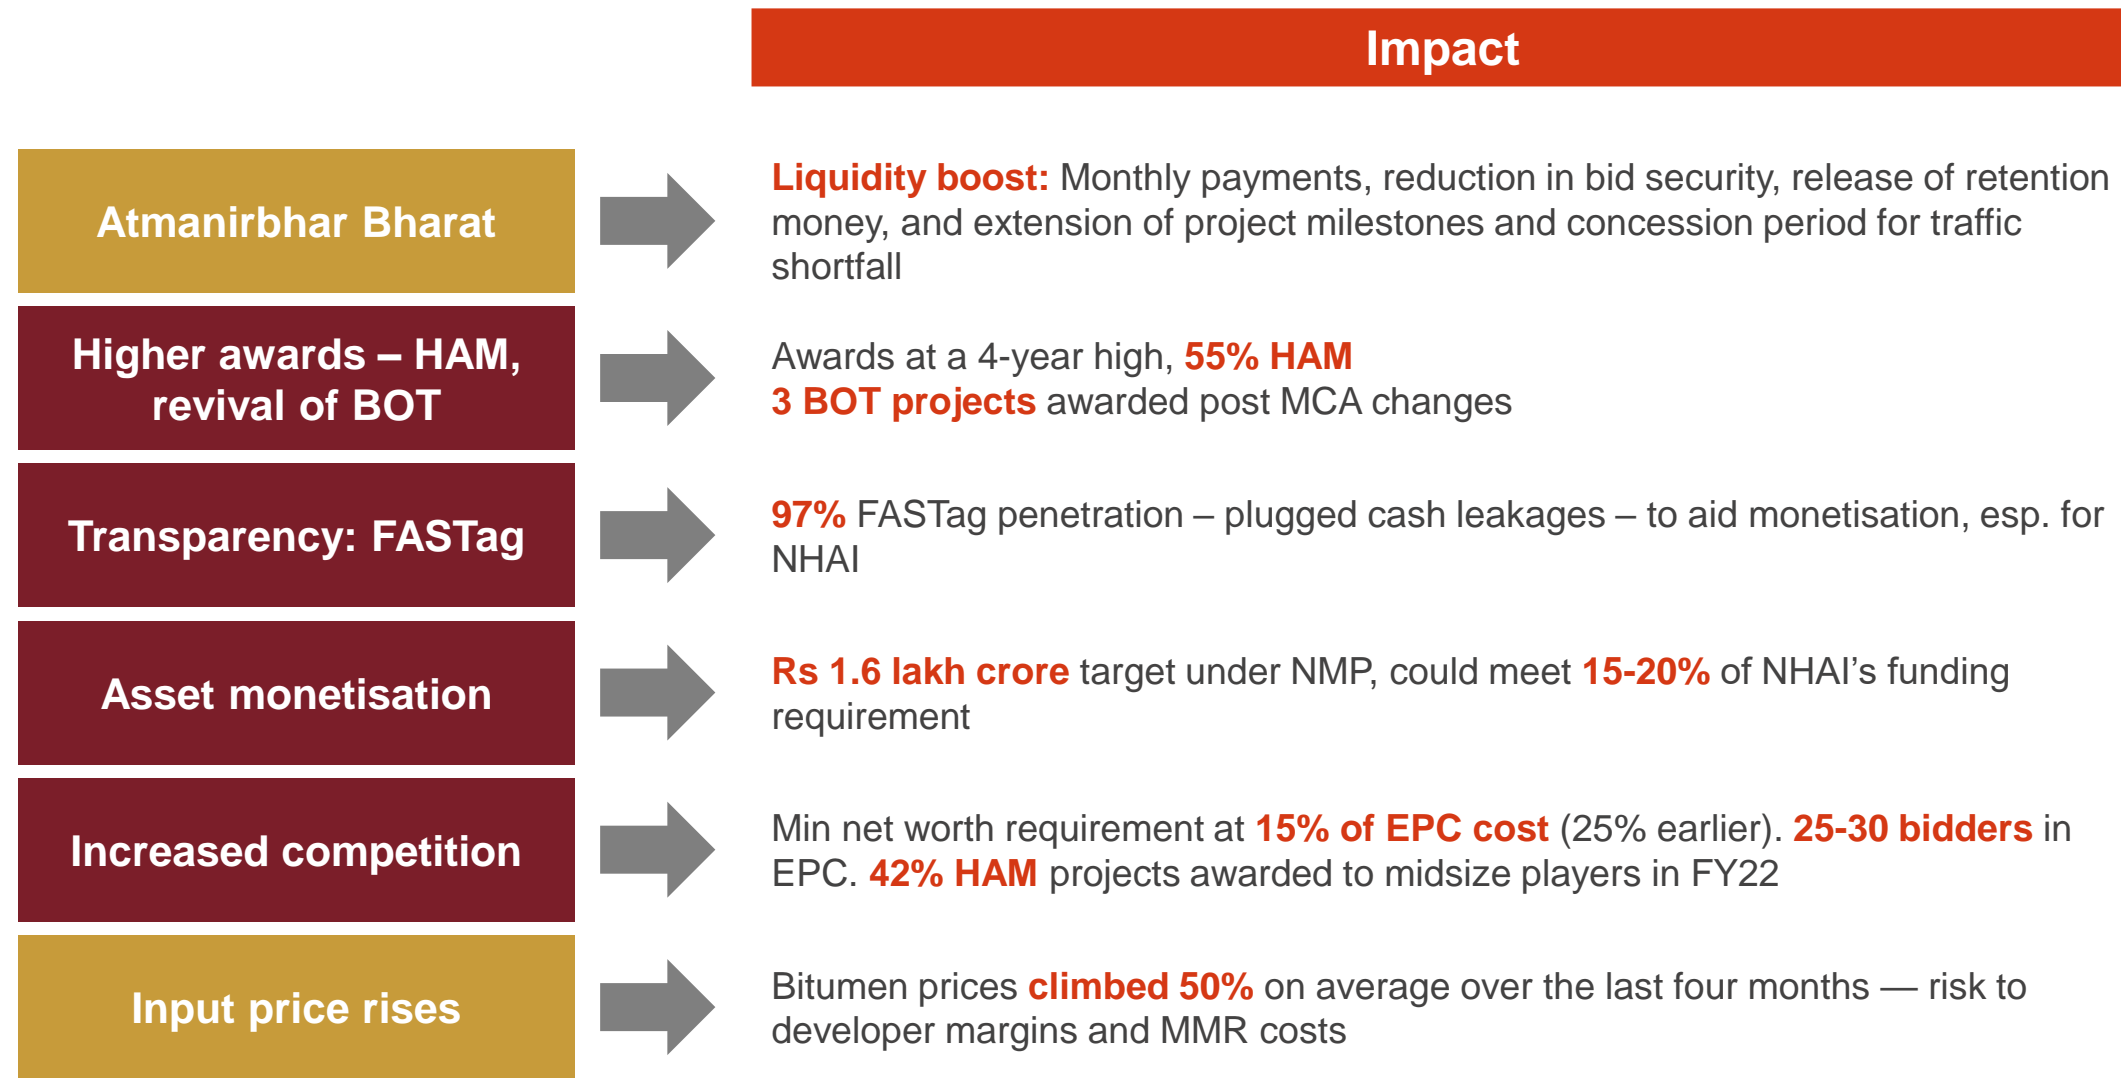 Impact
Atmanirbhar Bharat
Liquidity boost: Monthly payments, reduction in bid security, release of retention
money, and extension of project milestones and concession period for traffic
shortfall
Higher awards – HAM,
revival of BOT
Awards at a 4-year high, 55% HAM
3 BOT projects awarded post MCA changes
Transparency: FASTag
97% FASTag penetration – plugged cash leakages – to aid monetisation, esp. for
NHAI
Asset monetisation
Rs 1.6 lakh crore target under NMP, could meet 15-20% of NHAI’s funding
requirement
Increased competition
Min net worth requirement at 15% of EPC cost (25% earlier). 25-30 bidders in
EPC. 42% HAM projects awarded to midsize players in FY22
Input price rises
Bitumen prices climbed 50% on average over the last four months — risk to
developer margins and MMR costs